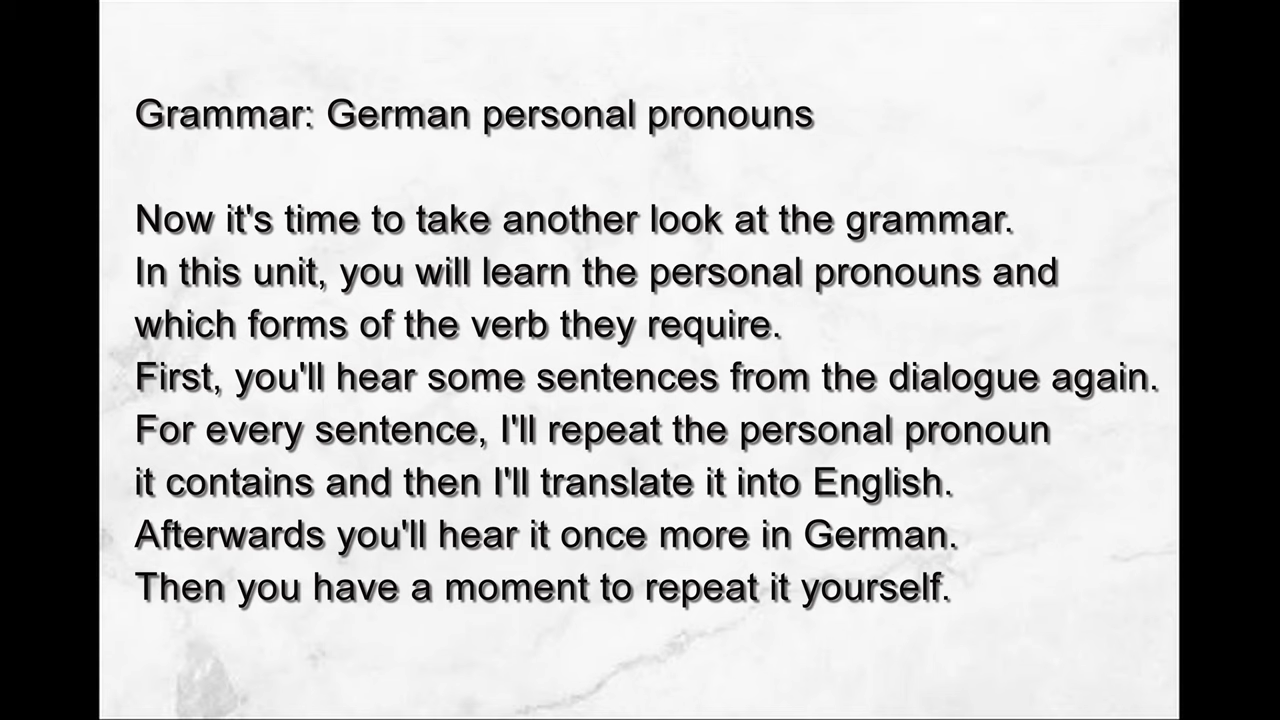 Grammar: German personal pronouns
Now it's time to take another look at the grammar.
In this unit, you will learn the personal pronouns and
which forms of the verb they require.
First, you'll hear some sentences from the dialogue again.
For every sentence, I'll repeat the personal pronoun
it contains and then I'll translate it into English.
Afterwards you'll hear it once more in German.
Then you have a moment to repeat it yourself.